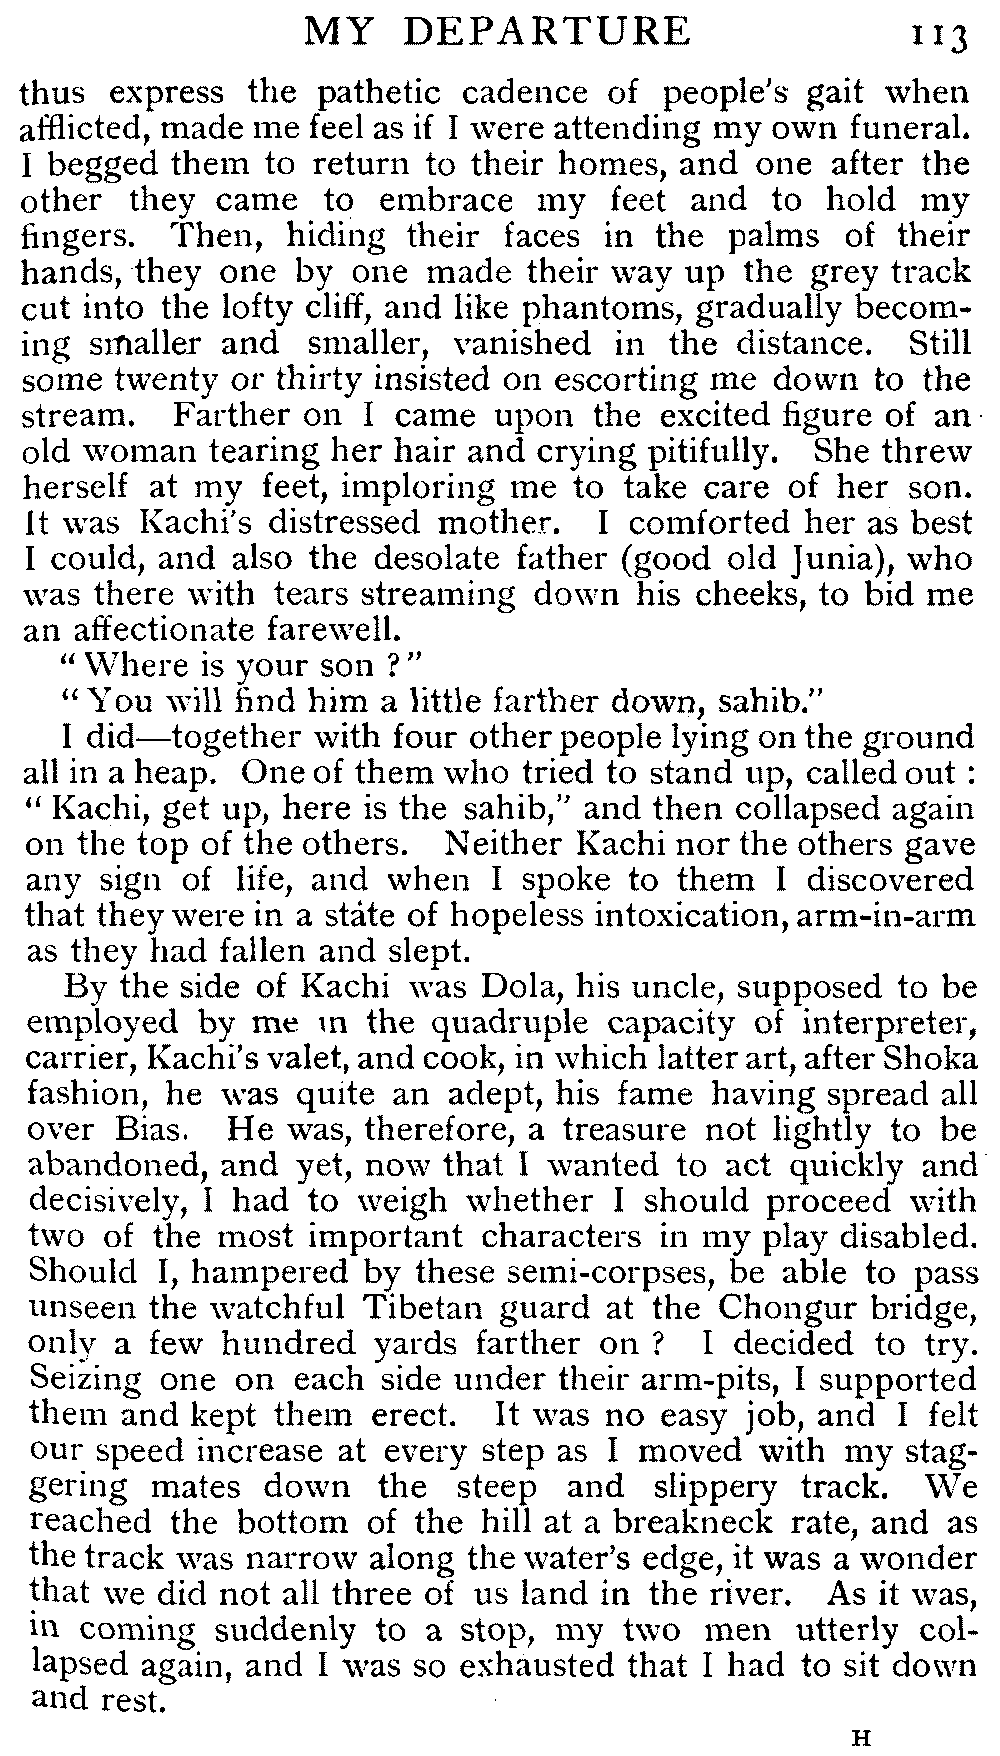 MY DEPARTURE 113
thus express the pathetic cadence of people's gait when
afflicted, made me feel as if I were attending my own funeral.
I begged them to return to their homes, and one after the
other they came to embrace my feet and to hold my
fingers. Then, hiding their faces in the palms of their
hands, they one by one made their way up the grey track
cut into the lofty cliff, and like phantoms, gradually becom-
ing smaller and smaller, vanished in the distance. Still
some twenty or thirty insisted on escorting me down to the
stream. Farther on I came upon the excited figure of an
old woman tearing her hair and crying pitifully. She threw
herself at my feet, imploring me to take care of her son.
It was Kachi's distressed mother. I comforted her as best
I could, and also the desolate father (good old Junia), who
was there with tears streaming down his cheeks, to bid me
an affectionate farewell.
"Where is your son ?"
"You will find him a little farther down, sahib."
I did—together with four other people lying on the ground
all in a heap. One of them who tried to stand up, called out :
"Kachi, get up, here is the sahib," and then collapsed again
on the top of the others. Neither Kachi nor the others gave
any sign of life, and when I spoke to them I discovered
that they were in a state of hopeless intoxication, arm-in-arm
as they had fallen and slept.
By the side of Kachi was Dola, his uncle, supposed to be
employed by me in the quadruple capacity of interpreter,
carrier, Kachi's valet, and cook, in which latter art, after Shoka
fashion, he was quite an adept, his fame having spread all
over Bias. He was, therefore, a treasure not lightly to be
abandoned, and yet, now that I wanted to act quickly and
decisively, I had to weigh whether I should proceed with
two of the most important characters in my play disabled.
Should I, hampered by these semi-corpses, be able to pass
unseen the watchful Tibetan guard at the Chongur bridge,
only a few hundred yards farther on ? I decided to try.
Seizing one on each side under their arm-pits, I supported
them and kept them erect. It was no easy job, and I felt
our speed increase at every step as I moved with my stag-
gering mates down the steep and slippery track. We
reached the bottom of the hill at a breakneck rate, and as
the track was narrow along the water's edge, it was a wonder
that we did not all three of us land in the river. As it was,
in coming suddenly to a stop, my two men utterly col-
lapsed again, and I was so exhausted that I had to sit down
and rest.
H